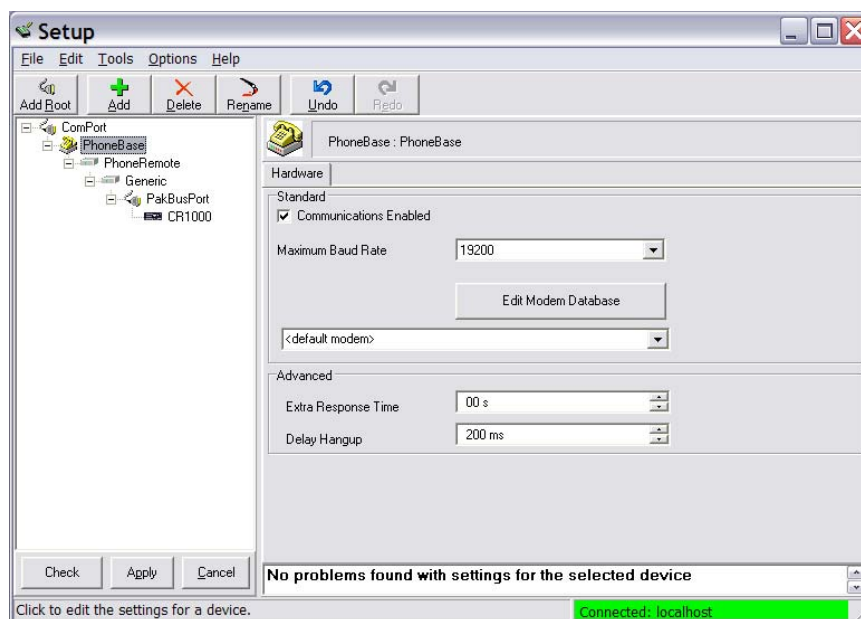 Setup
File Edit Tools Options Help
Add Root Add Delete Rename Undo Redo
ComPort
PhoneBase
PhoneRemote
Generic
PakBusPort
CR1000
PhoneBase : PhoneBase
Hardware
Standard
Communications Enabled
Maximum Baud Rate 19200
Edit Modem Database
<default modem>
Advanced
Extra Response Time 00 s
Delay Hangup 200 ms
Check Apply Cancel
No problems found with settings for the selected device
Click to edit the settings for a device.
Connected: localhost